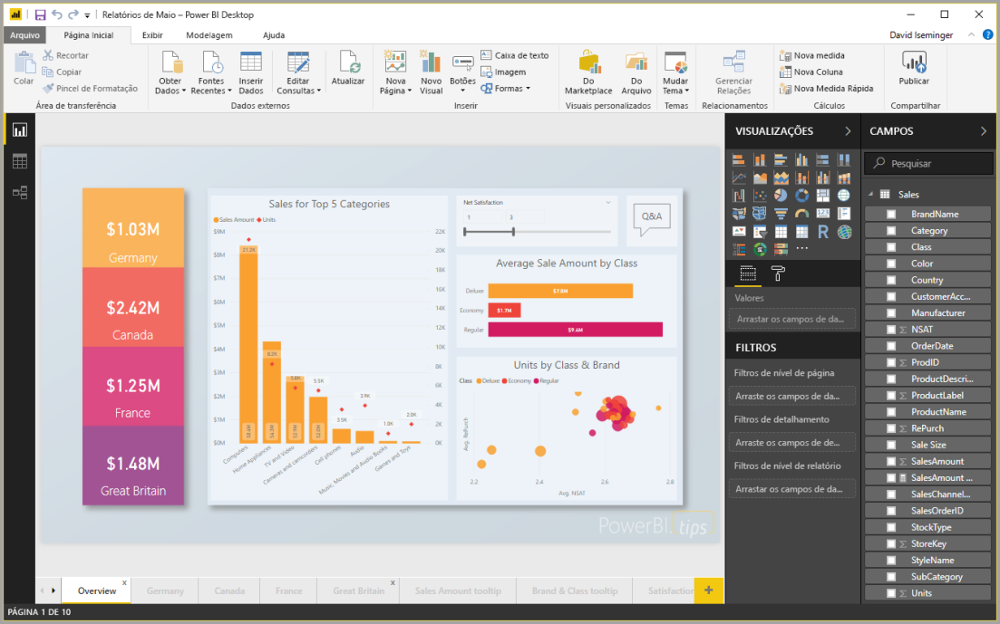 Relatórios de Maio – Power BI Desktop
Arquivo
Página Inicial
Exibir
Modelagem
Ajuda
David Iseminger
Colar
Recortar
Copiar
Pincel de Formatação
Área de transferência
Obter Dados
Fontes Recentes
Inserir Dados
Editar Consultas
Atualizar
Dados externos
Nova Página
Novo Visual
Botões
Caixa de texto
Imagem
Formas
Inserir
Do Marketplace
Do Arquivo
Visuais personalizados
Mudar Tema
Temas
Gerenciar Relações
Relacionamentos
Nova medida
Nova Coluna
Nova Medida Rápida
Cálculos
Publicar
Compartilhar
$1.03M
Germany
$2.42M
Canada
$1.25M
France
$1.48M
Great Britain
Sales for Top 5 Categories
Sales Amount Units
$9M
$8M
$7M
$6M
$5M
$4M
$3M
$2M
$1M
$0M
22K
20K
18K
16K
14K
12K
10K
8K
6K
4K
2K
0K
21.2K
8.2K
5.8K
5.5K
3.5K
3.9K
1.0K
2.0K
Computers
Home Appliances
TV and Video
Cameras and camcorders
Cell phones
Audio
Music, Movies and Audio Books
Games and Toys
Net Satisfaction
1 3
Q&A
Average Sale Amount by Class
Deluxe $7.8M
Economy $1.7M
Regular $9.4M
Units by Class & Brand
Class Deluxe Economy Regular
Avg. RePurch
2.2 2.4 2.6 2.8
Avg. NSAT
PowerBI.tips
VISUALIZAÇÕES
Valores
Arrastar os campos de da...
FILTROS
Filtros de nível de página
Arraste os campos de da...
Filtros de detalhamento
Arraste os campos de de...
Filtros de nível de relatório
Arrastar os campos de da...
CAMPOS
Pesquisar
Sales
BrandName
Category
Class
Color
Country
CustomerAcc...
Manufacturer
NSAT
OrderDate
ProdID
ProductDescri...
ProductLabel
ProductName
RePurch
Sale Size
SalesAmount
SalesAmount ...
SalesChannel...
SalesOrderID
StockType
StoreKey
StyleName
SubCategory
Units
Overview
Germany
Canada
France
Great Britain
Sales Amount tooltip
Brand & Class tooltip
Satisfaction
PÁGINA 1 DE 10